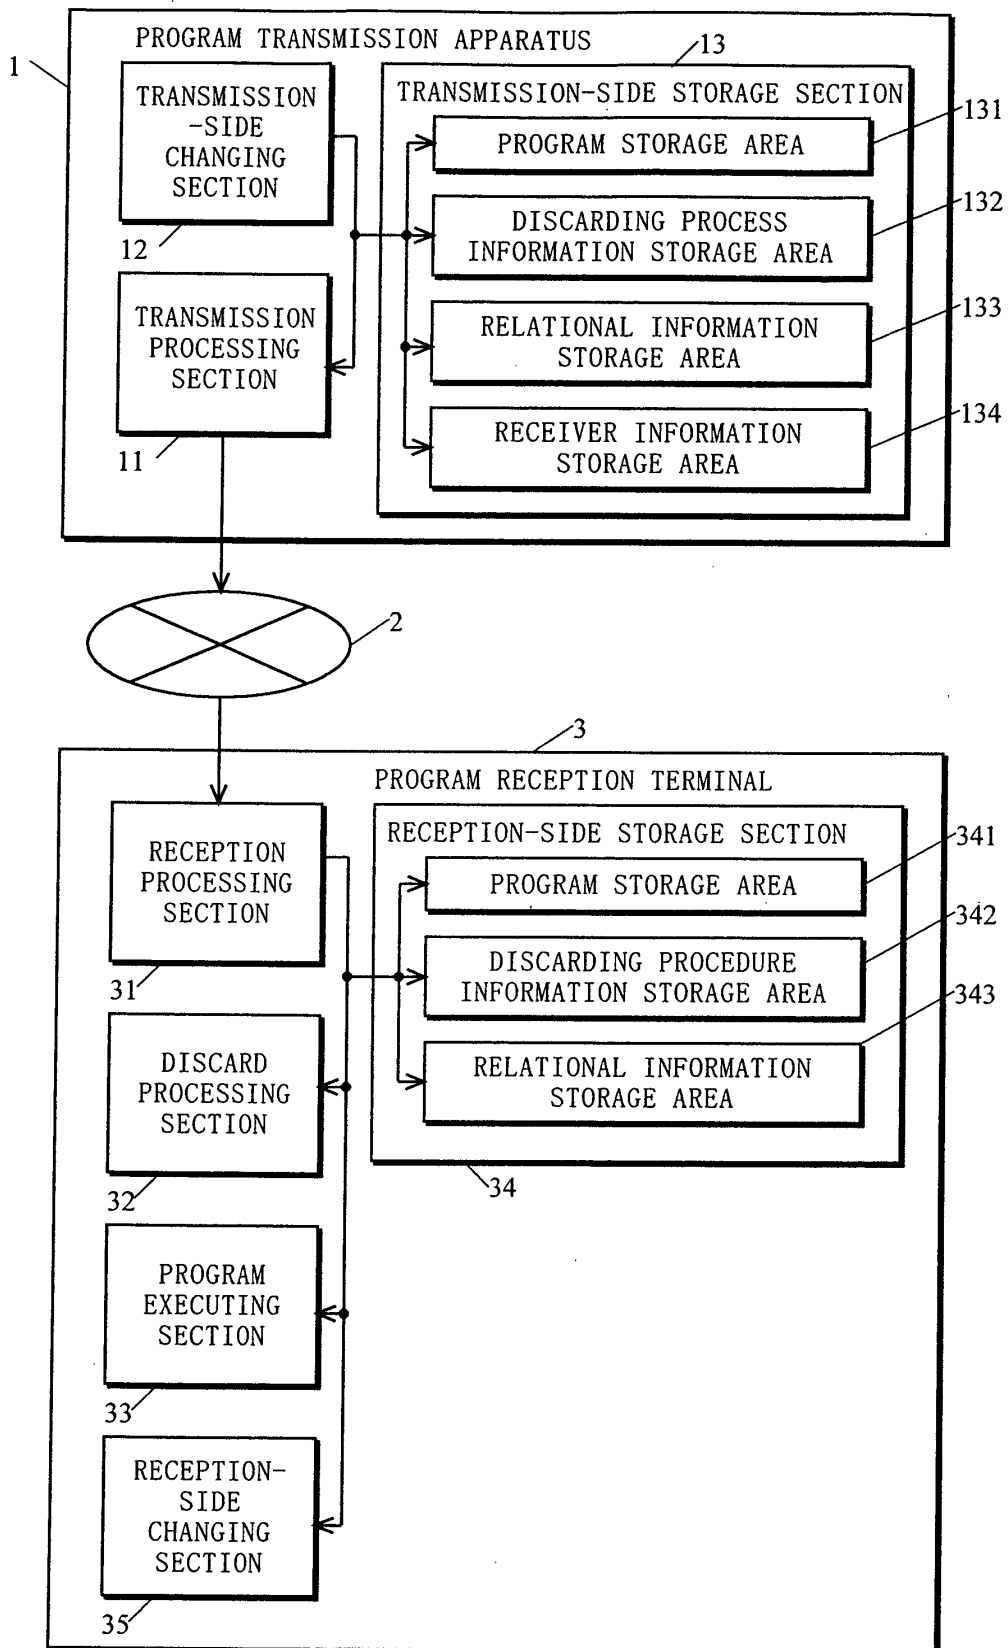 PROGRAM TRANSMISSION APPARATUS
1
13
TRANSMISSION
-SIDE
CHANGING
SECTION
12
TRANSMISSION-SIDE STORAGE SECTION
PROGRAM STORAGE AREA
131
DISCARDING PROCESS
INFORMATION STORAGE AREA
132
TRANSMISSION
PROCESSING
SECTION
11
RELATIONAL INFORMATION
STORAGE AREA
133
RECEIVER INFORMATION
STORAGE AREA
134
2
3
PROGRAM RECEPTION TERMINAL
RECEPTION
PROCESSING
SECTION
31
RECEPTION-SIDE STORAGE SECTION
PROGRAM STORAGE AREA
341
DISCARDING PROCEDURE
INFORMATION STORAGE AREA
342
RELATIONAL INFORMATION
STORAGE AREA
343
34
DISCARD
PROCESSING
SECTION
32
PROGRAM
EXECUTING
SECTION
33
RECEPTION-
SIDE
CHANGING
SECTION
35